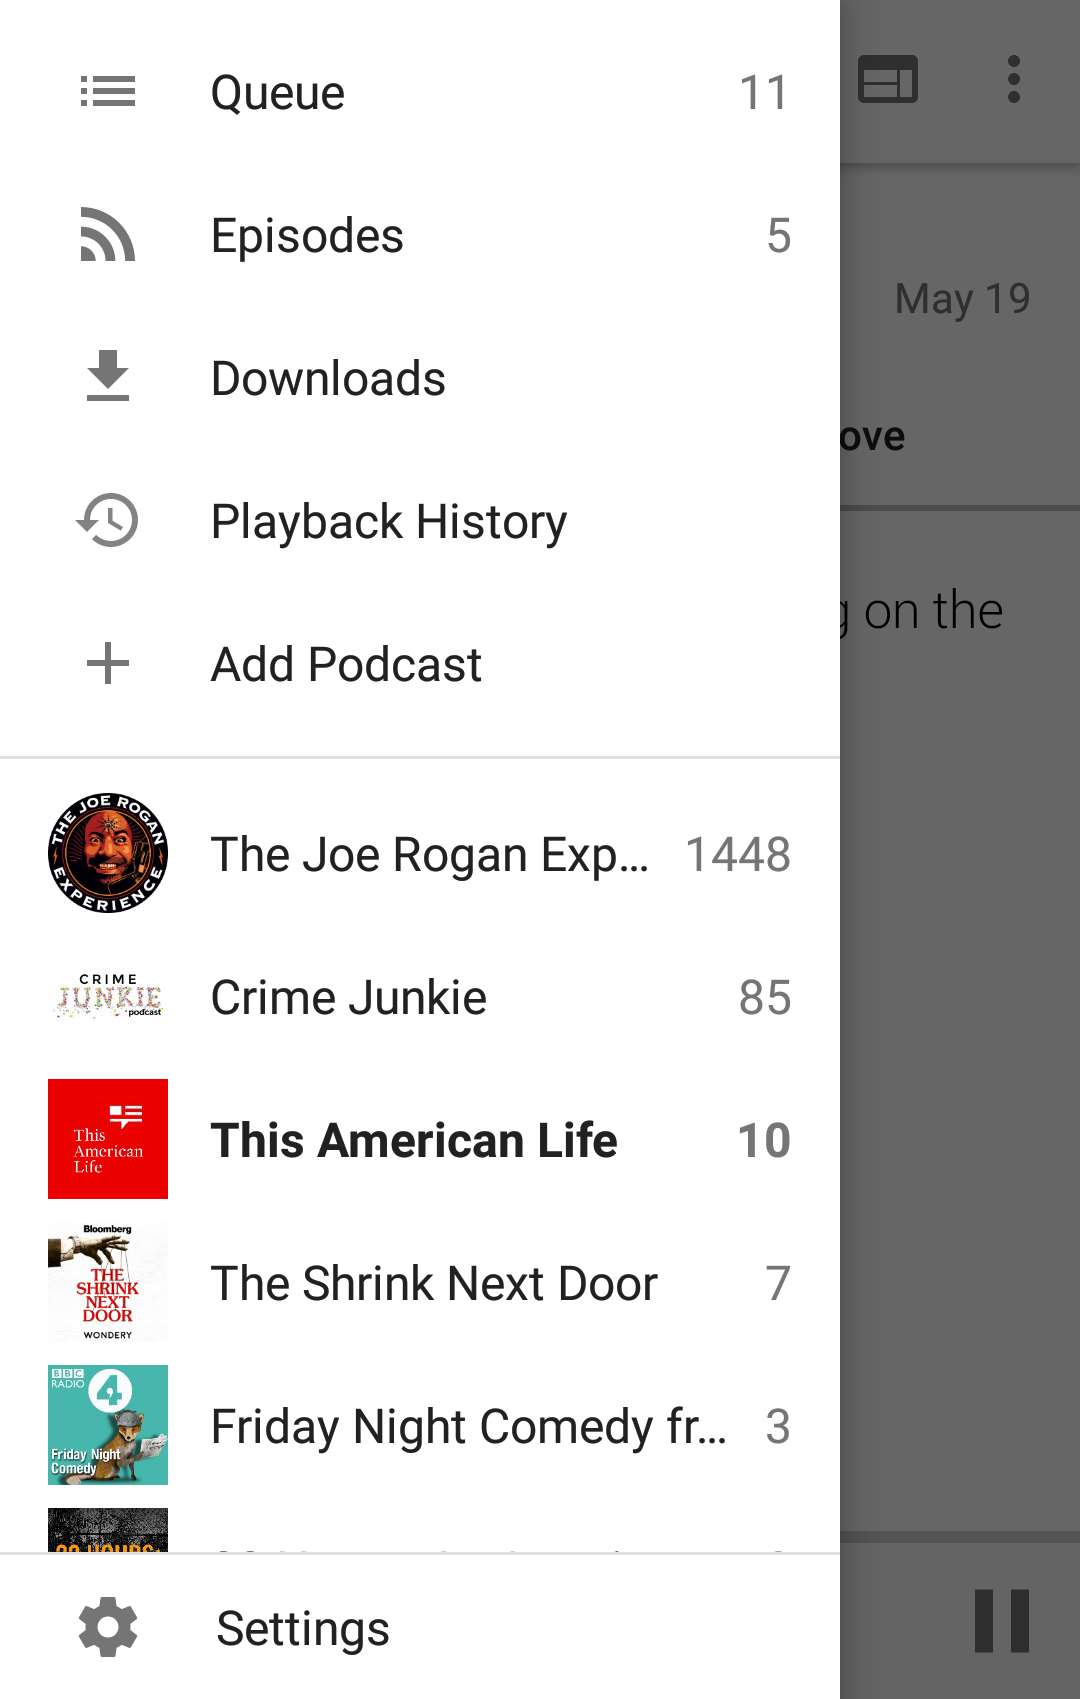 Queue 11
Episodes 5
May 19
Downloads
ove
Playback History
on the
Add Podcast
THE JOE ROGAN
EXPERIENCE
The Joe Rogan Exp... 1448
CRIME
JUNKIE
podcast
Crime Junkie 85
This
American
Life
This American Life 10
Bloomberg
THE
SHRINK
NEXT
DOOR
WONDERY
The Shrink Next Door 7
BBC
RADIO
4
Friday Night
Comedy
Friday Night Comedy fr... 3
Settings